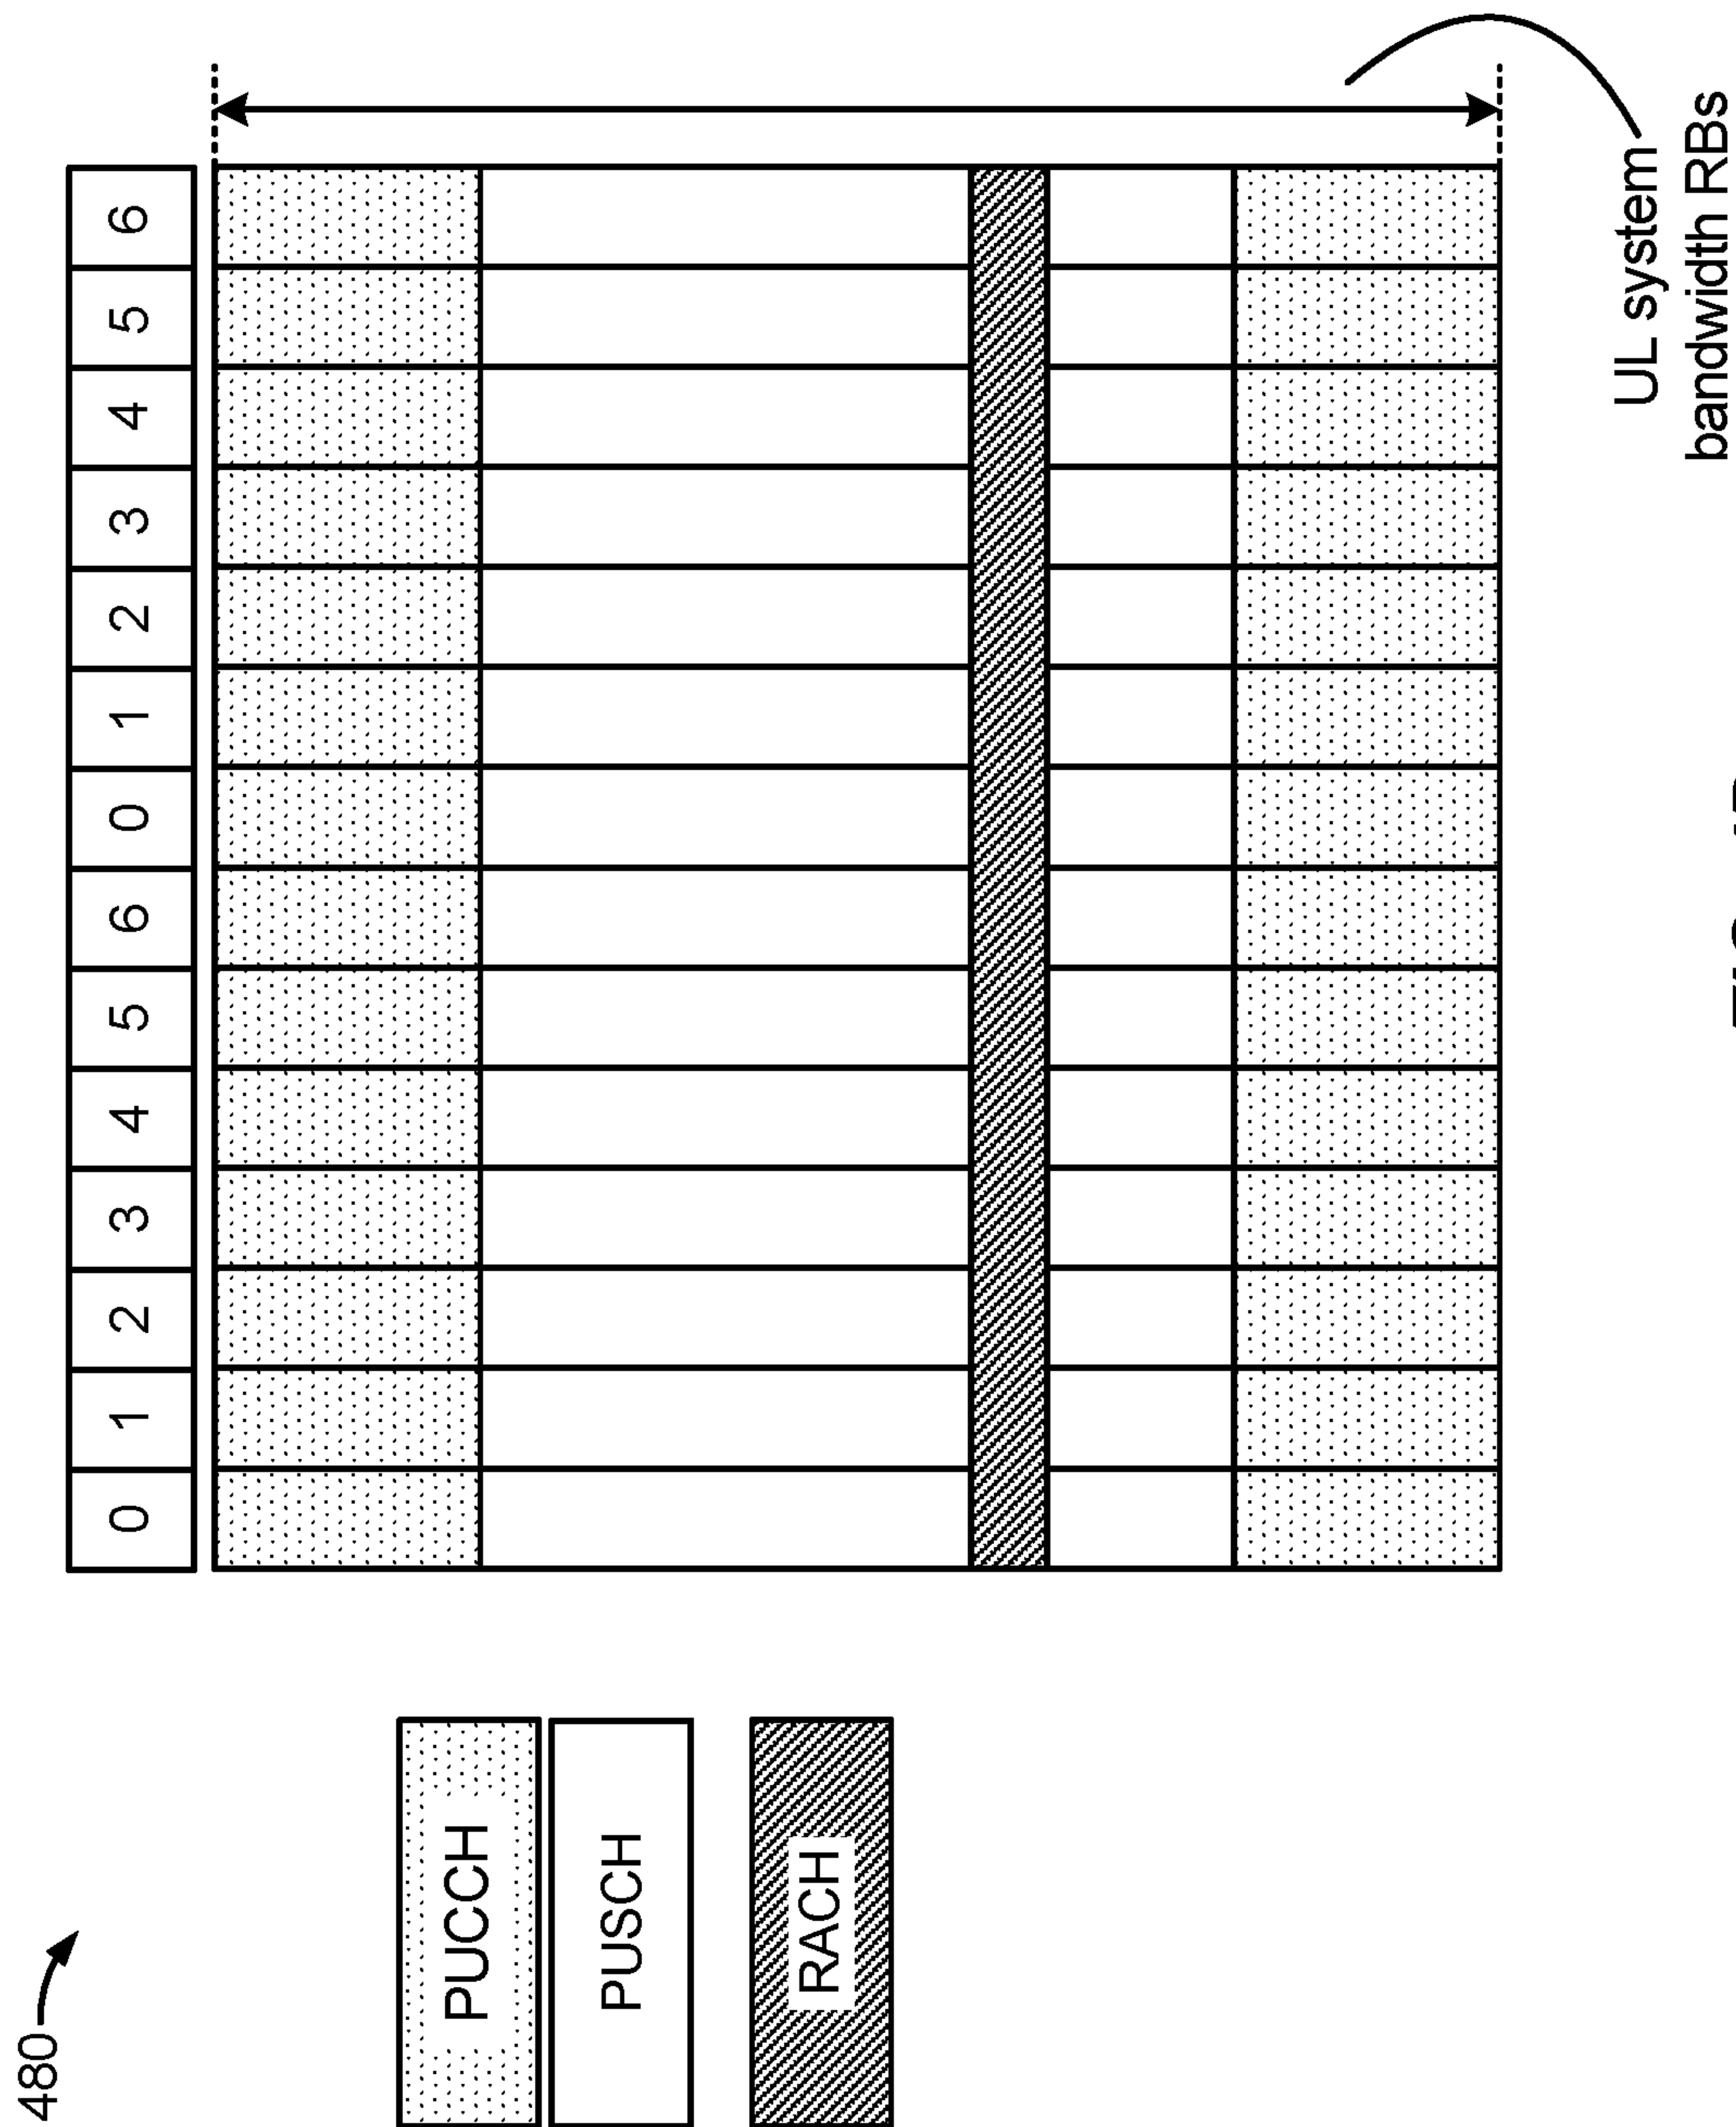 480
0 1 2 3 4 5 6 0 1 2 3 4 5 6
PUCCH
PUSCH
RACH
UL system
bandwidth RBs